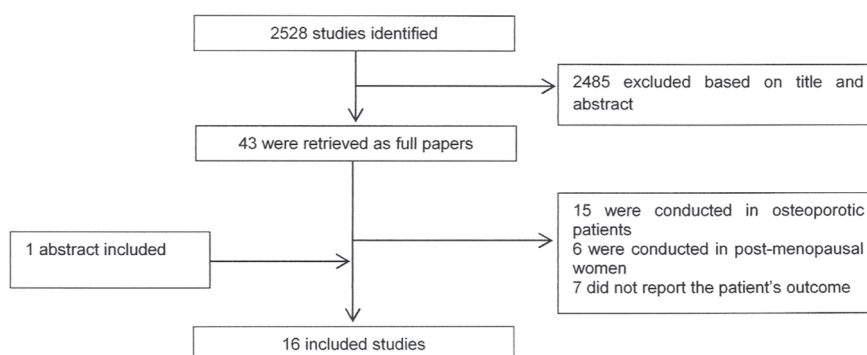 2528 studies identified
2485 excluded based on title and
abstract
43 were retrieved as full papers
15 were conducted in osteoporotic
patients
6 were conducted in post-menopausal
women
7 did not report the patient's outcome
1 abstract included
16 included studies